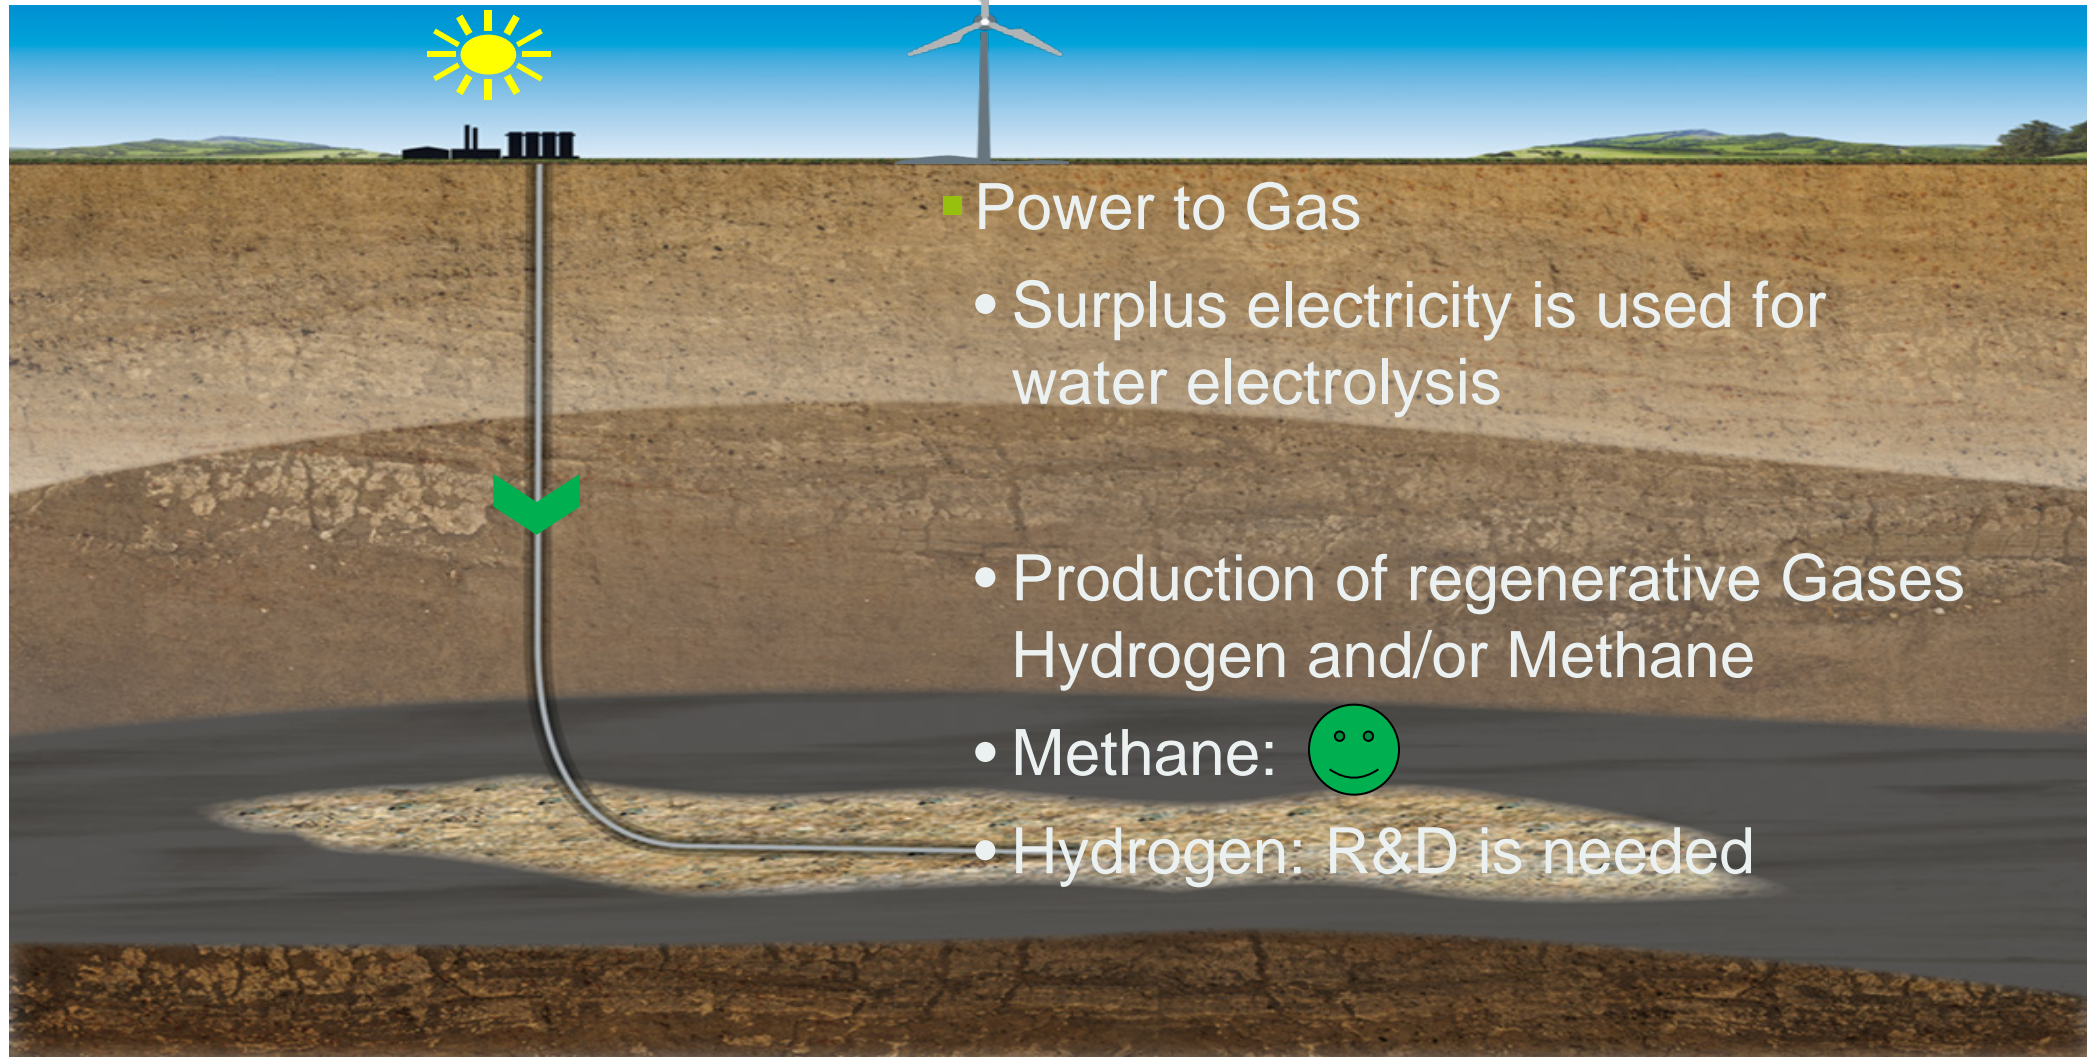 Power to Gas
Surplus electricity is used for
water electrolysis
Production of regenerative Gases
Hydrogen and/or Methane
Methane:
Hydrogen: R&D is needed